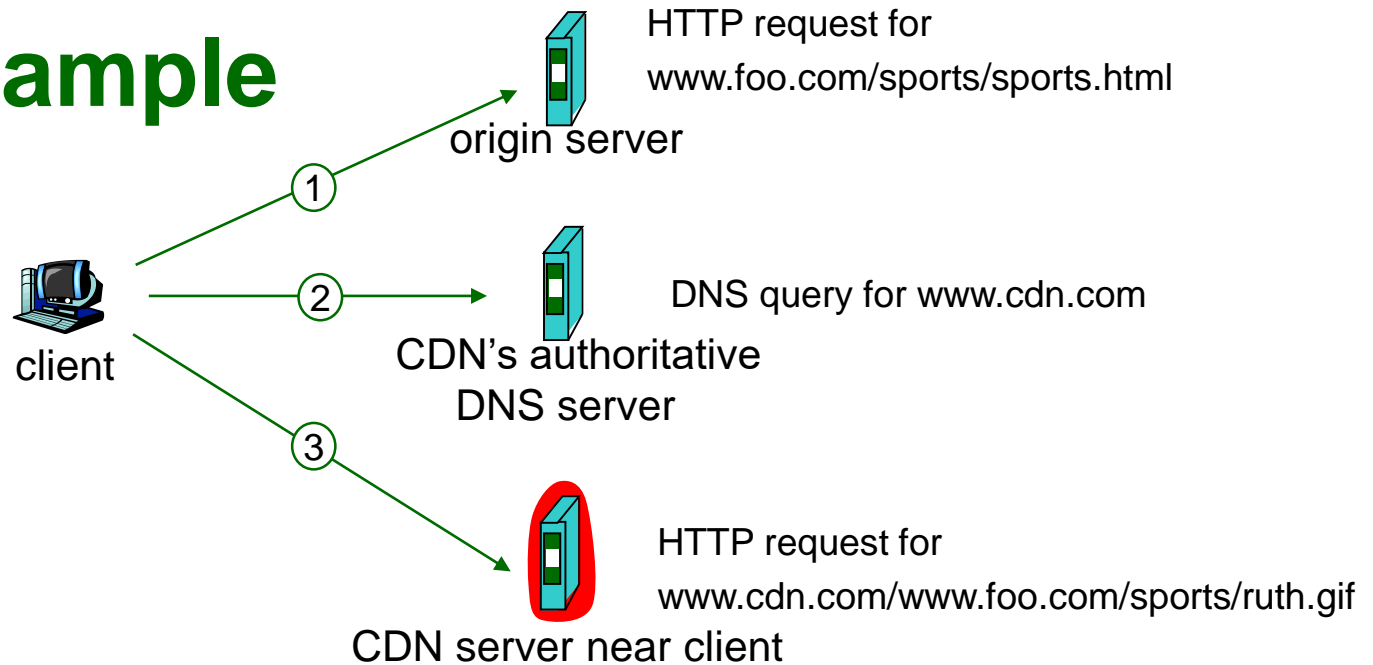 ample
HTTP request for
www.foo.com/sports/sports.html
origin server
1
client
2
DNS query for www.cdn.com
CDN’s authoritative
DNS server
3
HTTP request for
www.cdn.com/www.foo.com/sports/ruth.gif
CDN server near client